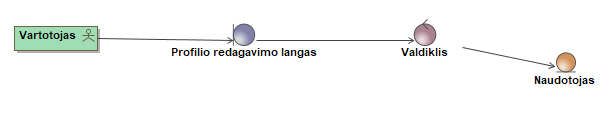 Vartotojas
Profilio redagavimo langas
Valdiklis
Naudotojas